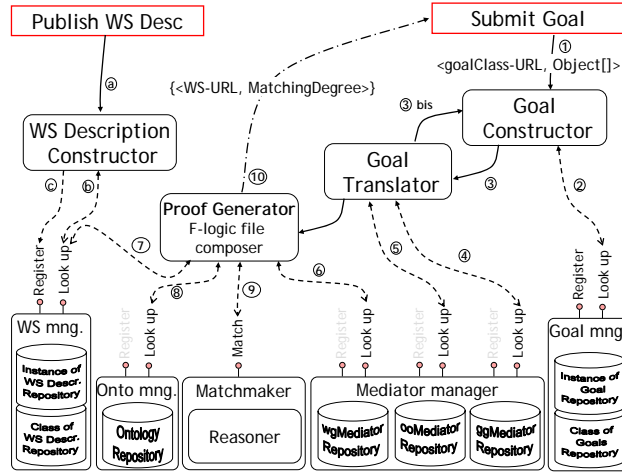 Publish WS Desc
Submit Goal
①
<goalClass-URL, Object[]>
ⓐ
{<WS-URL, MatchingDegree>}
③ bis
WS Description
Constructor
Goal
Constructor
Goal
Translator
③
ⓒ
ⓑ
⑩
②
Proof Generator
F-logic file
composer
⑦
⑤
④
⑧
⑨
⑥
Register
Look up
Register
Look up
Match
Register
Look up
Register
Look up
Register
Look up
Register
Look up
WS mng.
Instance of
WS Descr.
Repository
Class of
WS Descr.
Repository
Onto mng.
Ontology
Repository
Matchmaker
Reasoner
Mediator manager
wgMediator
Repository
ooMediator
Repository
ggMediator
Repository
Goal mng.
Instance of
Goal
Repository
Class of
Goals
Repository